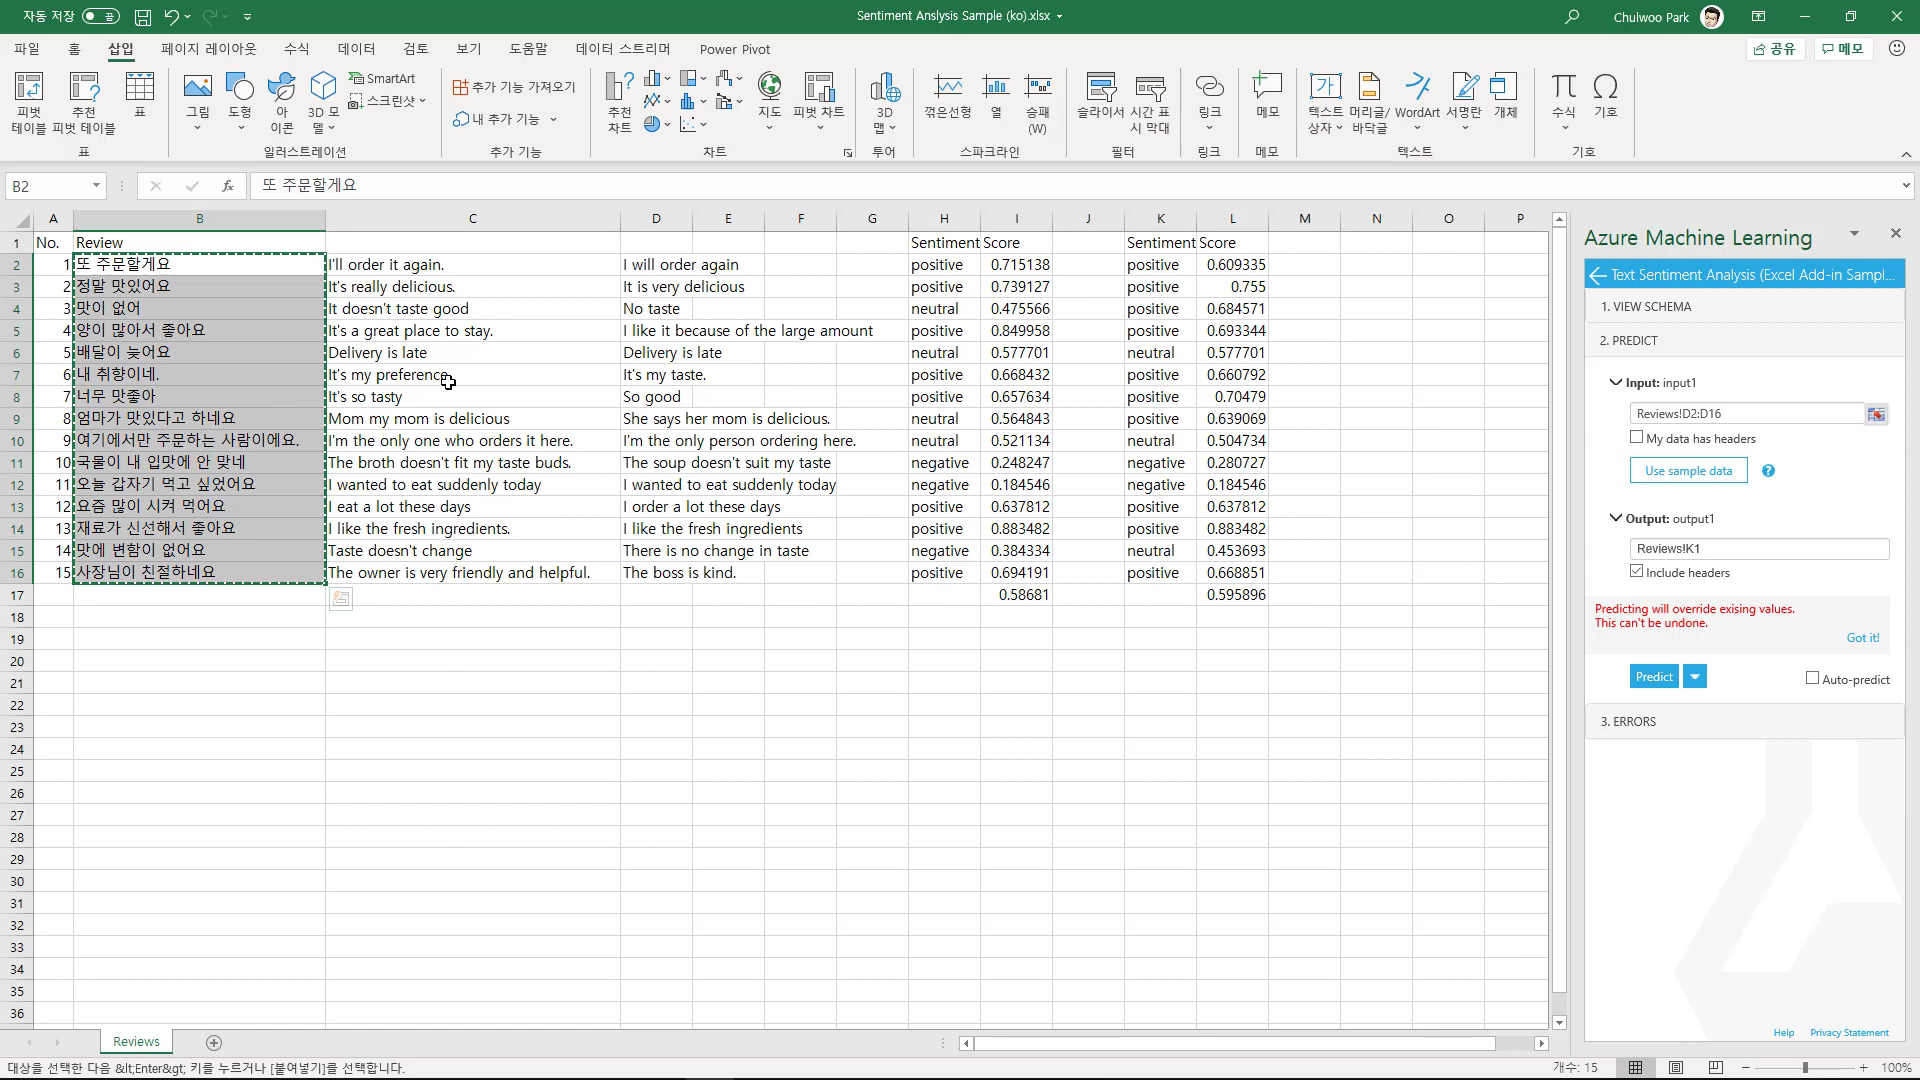 자동 저장 끔 Sentiment Anslysis Sample (ko).xlsx Chulwoo Park
파일 홈 삽입 페이지 레이아웃 수식 데이터 검토 보기 도움말 데이터 스트리머 Power Pivot 공유 메모
피벗 테이블
추천 피벗 테이블
표
그림
도형
아이콘
3D 모델
SmartArt
스크린샷
추가 기능 가져오기
내 추가 기능
추천 차트
지도
피벗 차트
3D 맵
꺾은선형
열
승패 (W)
슬라이서
시간 표시 막대
링크
메모
텍스트 상자
머리글/바닥글
WordArt
서명란
개체
수식
기호
표 일러스트레이션 추가 기능 차트 투어 스파크라인 필터 링크 메모 텍스트 기호
B2 fx 또 주문할게요
A B C D E F G H I J K L M N O P
1 No. Review Sentiment Score Sentiment Score
2 1 또 주문할게요 I'll order it again. I will order again positive 0.715138 positive 0.609335
3 2 정말 맛있어요 It's really delicious. It is very delicious positive 0.739127 positive 0.755
4 3 맛이 없어 It doesn't taste good No taste neutral 0.475566 positive 0.684571
5 4 양이 많아서 좋아요 It's a great place to stay. I like it because of the large amount positive 0.849958 positive 0.693344
6 5 배달이 늦어요 Delivery is late Delivery is late neutral 0.577701 neutral 0.577701
7 6 내 취향이네. It's my preference It's my taste. positive 0.668432 positive 0.660792
8 7 너무 맛좋아 It's so tasty So good positive 0.657634 positive 0.70479
9 8 엄마가 맛있다고 하네요 Mom my mom is delicious She says her mom is delicious. neutral 0.564843 positive 0.639069
10 9 여기에서만 주문하는 사람이에요. I'm the only one who orders it here. I'm the only person ordering here. neutral 0.521134 neutral 0.504734
11 10 국물이 내 입맛에 안 맞네 The broth doesn't fit my taste buds. The soup doesn't suit my taste negative 0.248247 negative 0.280727
12 11 오늘 갑자기 먹고 싶었어요 I wanted to eat suddenly today I wanted to eat suddenly today negative 0.184546 negative 0.184546
13 12 요즘 많이 시켜 먹어요 I eat a lot these days I order a lot these days positive 0.637812 positive 0.637812
14 13 재료가 신선해서 좋아요 I like the fresh ingredients. I like the fresh ingredients positive 0.883482 positive 0.883482
15 14 맛에 변함이 없어요 Taste doesn't change There is no change in taste negative 0.384334 neutral 0.453693
16 15 사장님이 친절하네요 The owner is very friendly and helpful. The boss is kind. positive 0.694191 positive 0.668851
17 0.58681 0.595896
18
19
20
21
22
23
24
25
26
27
28
29
30
31
32
33
34
35
36
Azure Machine Learning
Text Sentiment Analysis (Excel Add-in Sampl...
1. VIEW SCHEMA
2. PREDICT
Input: input1
Reviews!D2:D16
My data has headers
Use sample data ?
Output: output1
Reviews!K1
Include headers
Predicting will override exising values.
This can't be undone.
Got it!
Predict Auto-predict
3. ERRORS
Help Privacy Statement
Reviews
대상을 선택한 다음 &lt;Enter&gt; 키를 누르거나 [붙여넣기]를 선택합니다. 개수: 15 100%